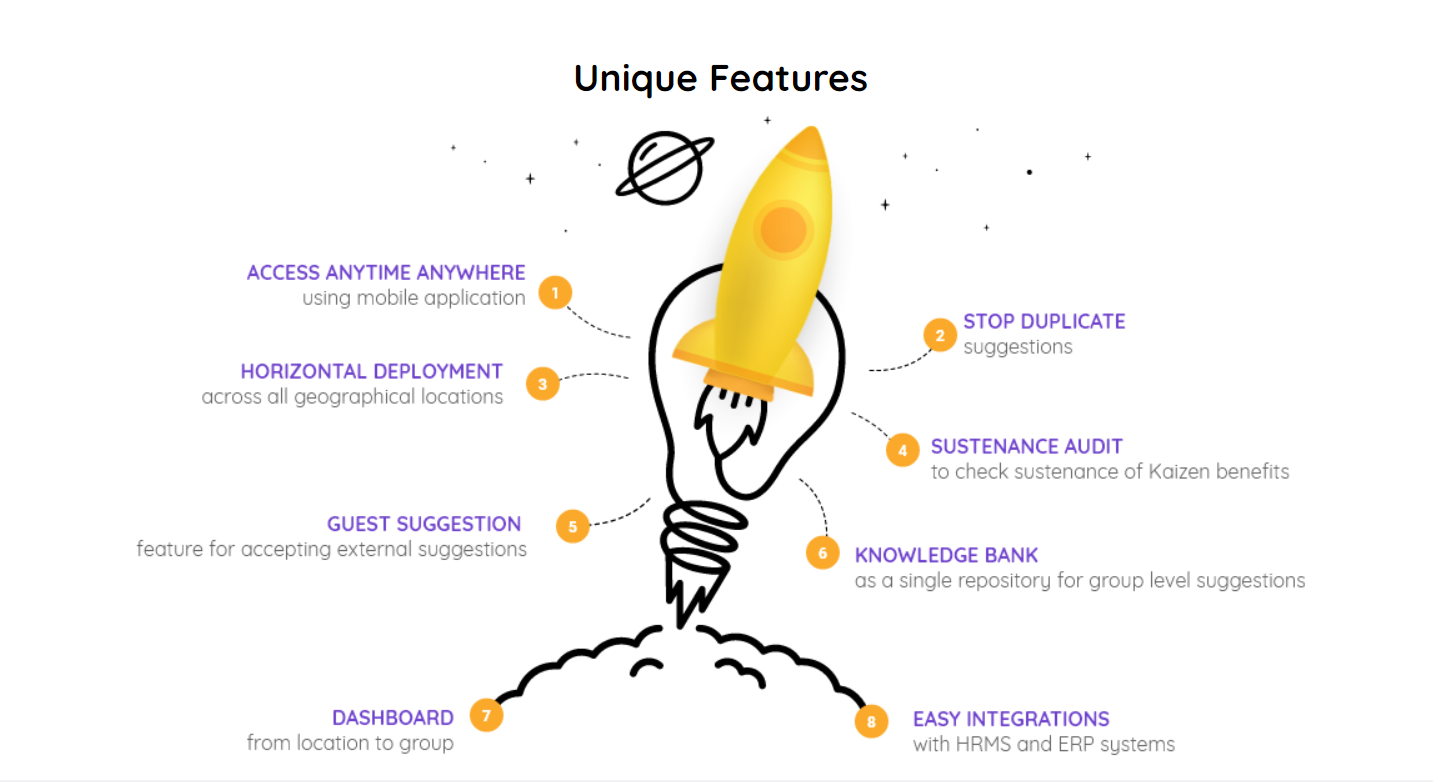 Unique Features
ACCESS ANYTIME ANYWHERE
using mobile application
1
2
STOP DUPLICATE
suggestions
HORIZONTAL DEPLOYMENT
across all geographical locations
3
4
SUSTENANCE AUDIT
to check sustenance of Kaizen benefits
GUEST SUGGESTION
feature for accepting external suggestions
5
6
KNOWLEDGE BANK
as a single repository for group level suggestions
DASHBOARD
from location to group
7
8
EASY INTEGRATIONS
with HRMS and ERP systems